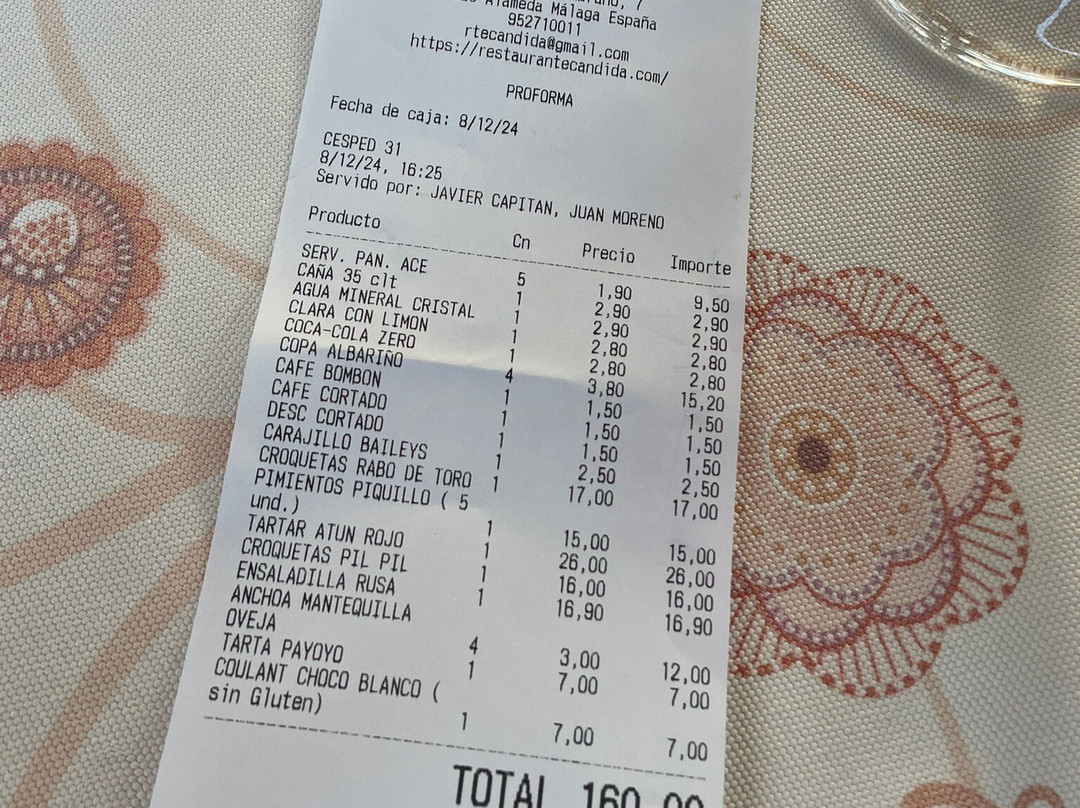 7
Alameda Málaga España
952710011
rtecandida@gmail.com
https://restaurantecandida.com/
PROFORMA
Fecha de caja: 8/12/24
CESPED 31
8/12/24, 16:25
Servido por: JAVIER CAPITAN, JUAN MORENO
Producto Cn Precio Importe
SERV. PAN. ACE 5 1,90 9,50
CAÑA 35 clt 1 2,90 2,90
AGUA MINERAL CRISTAL 1 2,90 2,90
CLARA CON LIMON 1 2,80 2,80
COCA-COLA ZERO 1 2,80 2,80
COPA ALBARIÑO 4 3,80 15,20
CAFE BOMBON 1 1,50 1,50
CAFE CORTADO 1 1,50 1,50
DESC CORTADO 1 1,50 1,50
CARAJILLO BAILEYS 1 2,50 2,50
CROQUETAS RABO DE TORO 1 17,00 17,00
PIMIENTOS PIQUILLO ( 5
und.) 1 15,00 15,00
TARTAR ATUN ROJO 1 26,00 26,00
CROQUETAS PIL PIL 1 16,00 16,00
ENSALADILLA RUSA 1 16,90 16,90
ANCHOA MANTEQUILLA
OVEJA 4 3,00 12,00
TARTA PAYOYO 1 7,00 7,00
COULANT CHOCO BLANCO (
sin Gluten) 1 7,00 7,00
TOTAL 160,00